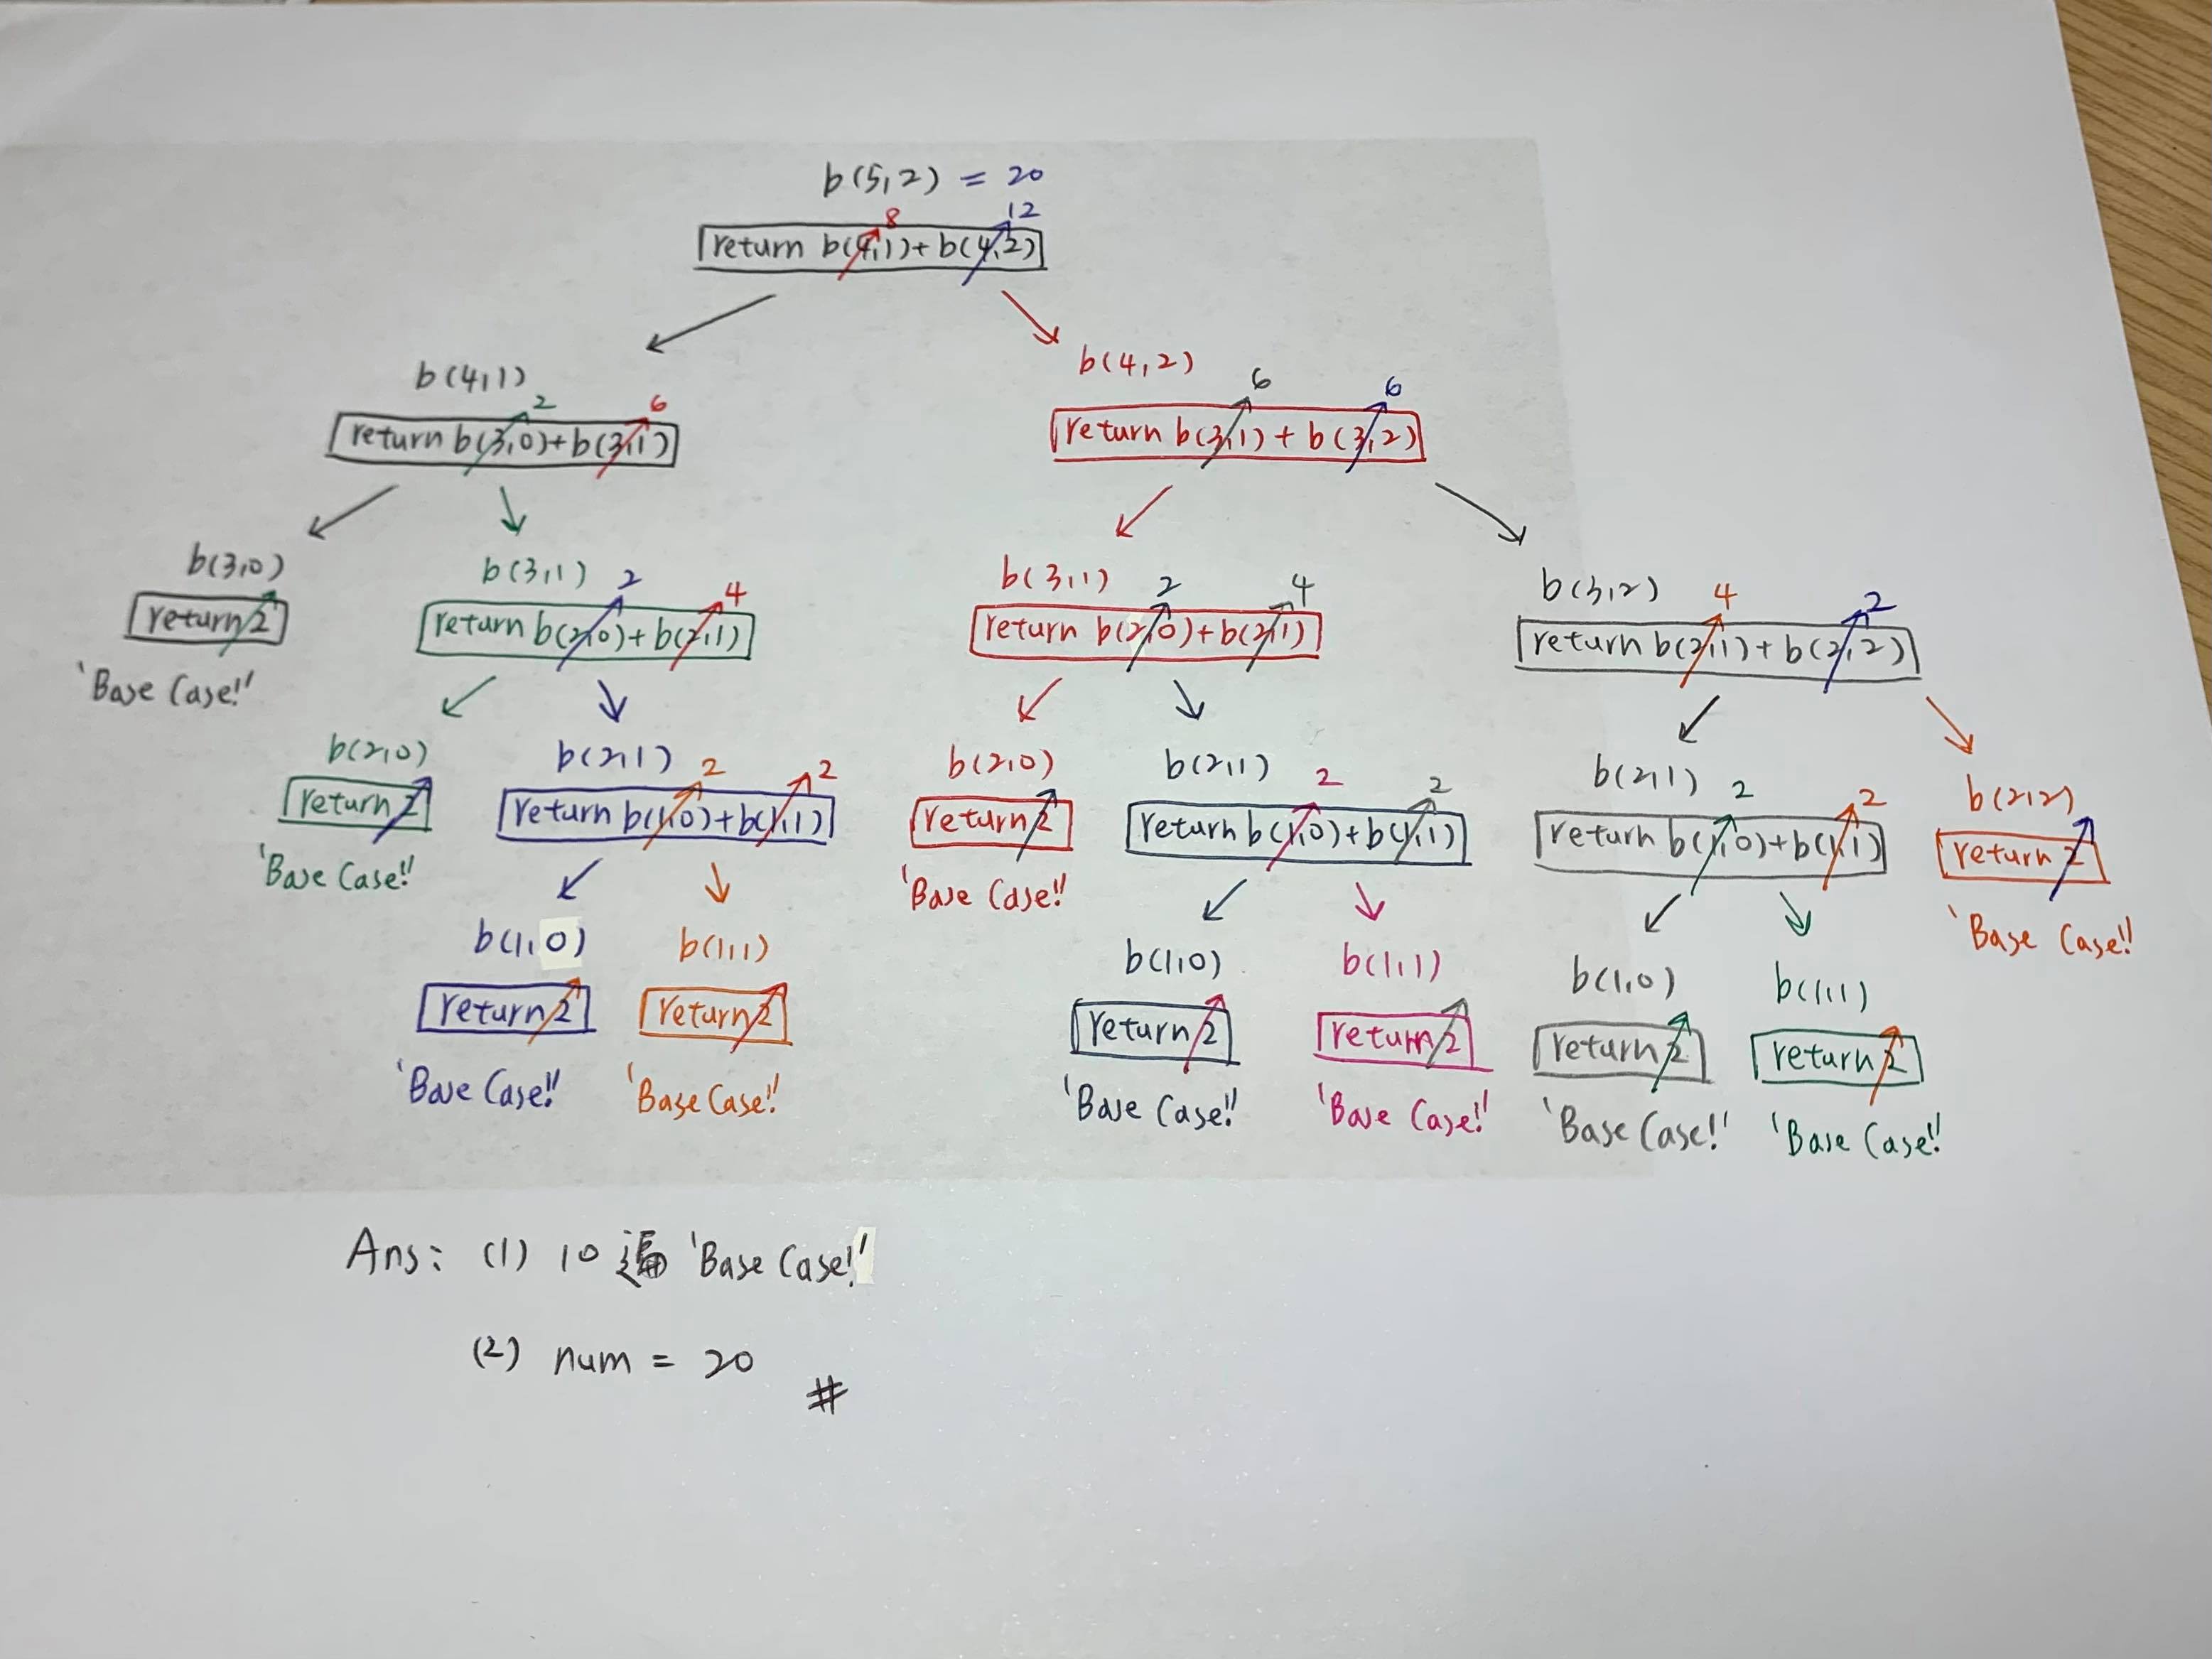 b(5,2) = 20
8 12
return b(4,1)+b(4,2)
b(4,1)
2 6
return b(3,0)+b(3,1)
b(4,2)
6 6
return b(3,1)+b(3,2)
b(3,0)
return 2
'Base Case!'
b(3,1)
2 4
return b(2,0)+b(2,1)
b(3,1)
2 4
return b(2,0)+b(2,1)
b(3,2)
4 2
return b(2,1)+b(2,2)
b(2,0)
return 2
'Base Case!'
b(2,1)
2 2
return b(1,0)+b(1,1)
b(2,0)
return 2
'Base Case!'
b(2,1)
2 2
return b(1,0)+b(1,1)
b(2,1)
2 2
return b(1,0)+b(1,1)
b(2,2)
return 2
'Base Case!'
b(1,0)
return 2
'Base Case!'
b(1,1)
return 2
'Base Case!'
b(1,0)
return 2
'Base Case!'
b(1,1)
return 2
'Base Case!'
b(1,0)
return 2
'Base Case!'
b(1,1)
return 2
'Base Case!'
Ans: (1) 10 遍 'Base Case!'
(2) num = 20
#